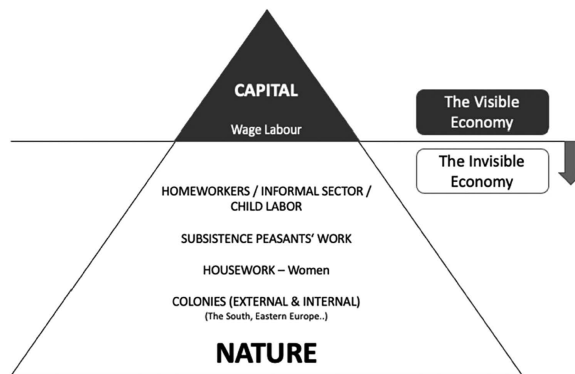 CAPITAL
Wage Labour
The Visible
Economy
The Invisible
Economy
HOMEWORKERS / INFORMAL SECTOR /
CHILD LABOR
SUBSISTENCE PEASANTS' WORK
HOUSEWORK – Women
COLONIES (EXTERNAL & INTERNAL)
(The South, Eastern Europe..)
NATURE